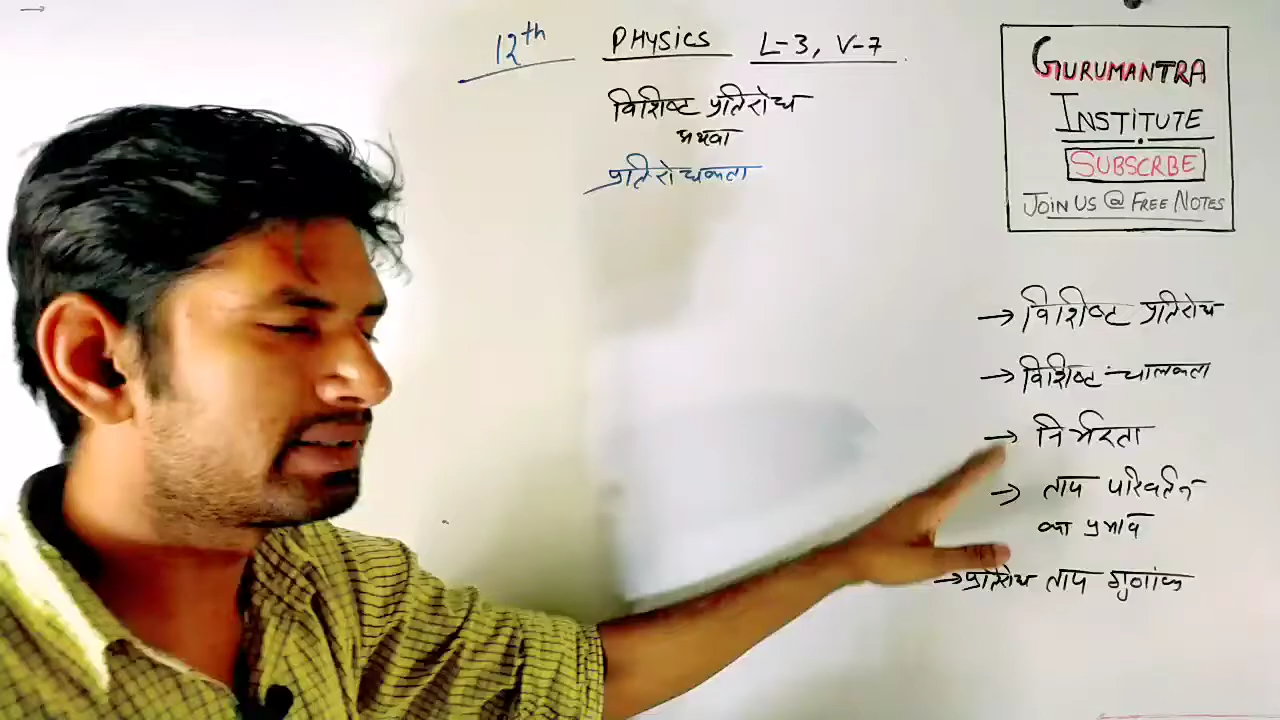 12th PHYSICS L-3, V-7
विशिष्ट प्रतिरोध
अथवा
प्रतिरोधकता
GURUMANTRA
INSTITUTE
SUBSCRBE
JOIN US @ FREE NOTES
→ विशिष्ट प्रतिरोध
→ विशिष्ट चालकता
→ निर्भरता
→ ताप परिवर्तन
का प्रभाव
→ प्रतिरोध ताप गुणांक